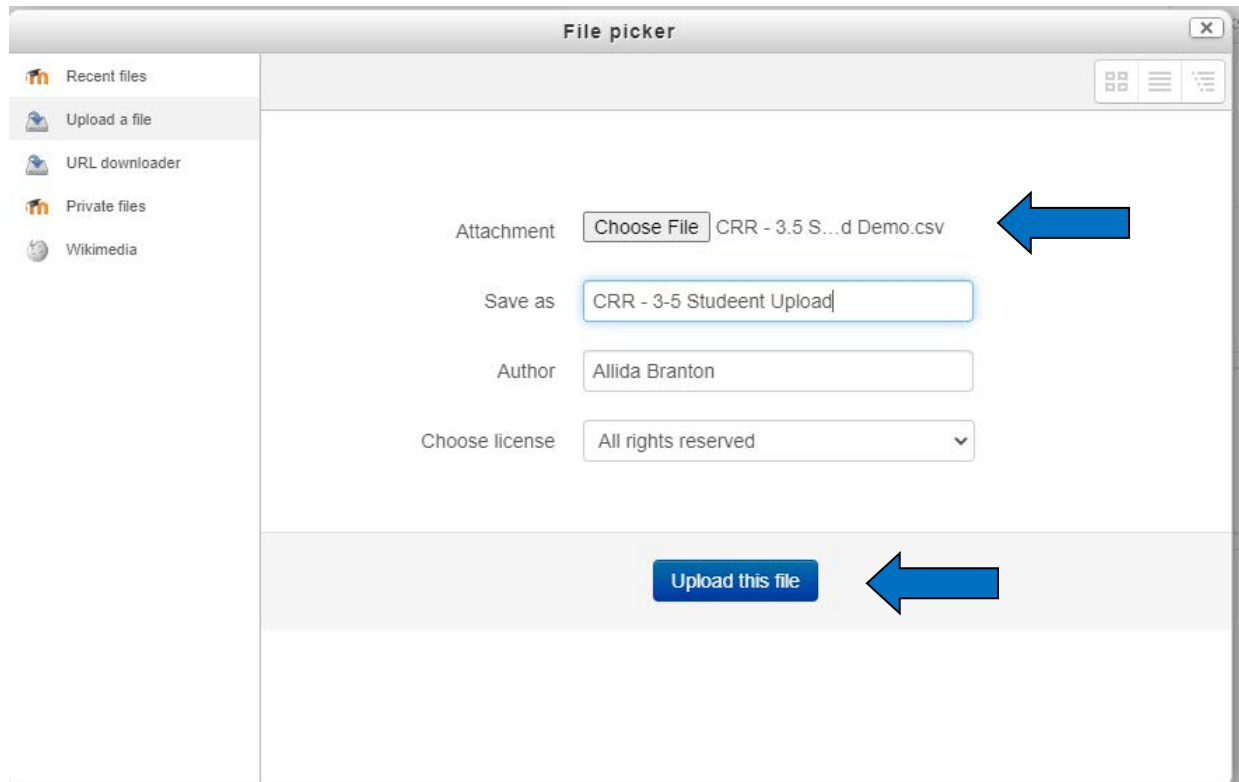 File picker
Recent files
Upload a file
URL downloader
Private files
Wikimedia
Attachment Choose File CRR - 3.5 S...d Demo.csv
Save as CRR - 3-5 Studeent Upload
Author Allida Branton
Choose license All rights reserved
Upload this file